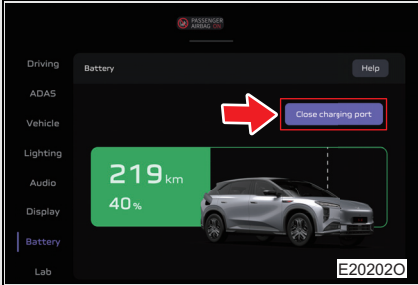 PASSENGER
AIRBAG ON
Driving
Battery
Help
ADAS
Close charging port
Vehicle
Lighting
219 km
Audio
40 %
Display
Battery
Lab
E20202O